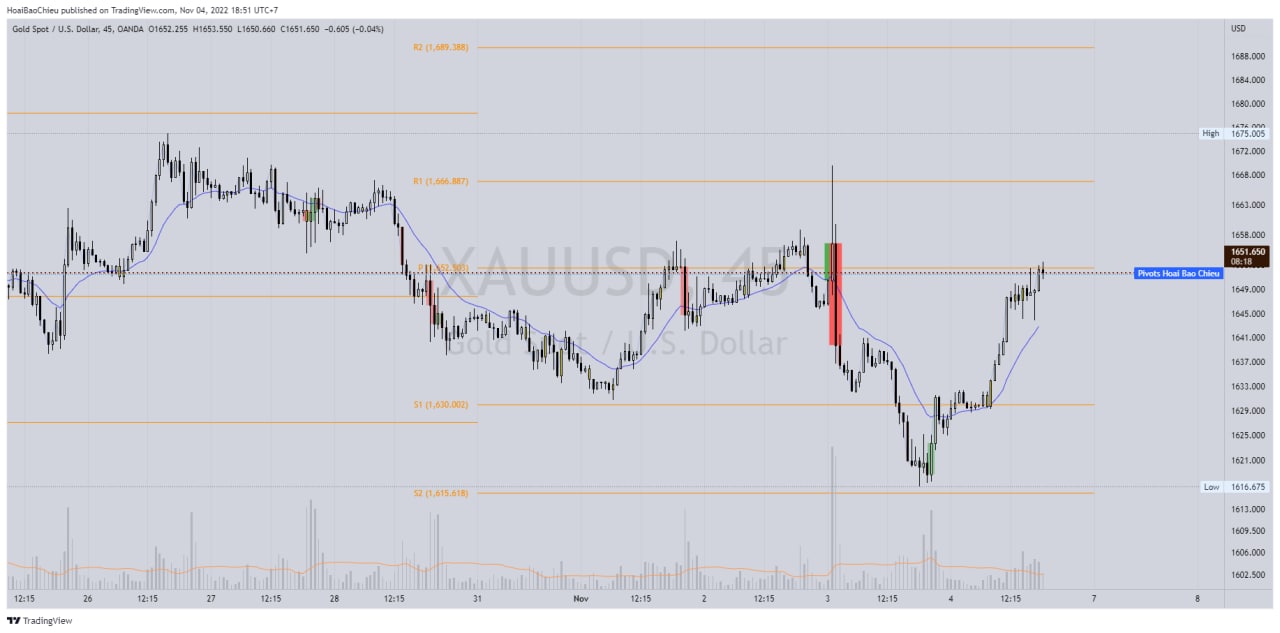 HoaiBaoChieu published on TradingView.com, Nov 04, 2022 18:51 UTC+7
Gold Spot / U.S. Dollar, 45, OANDA O1652.255 H1653.550 L1650.660 C1651.650 −0.605 (−0.04%)
USD
R2 (1,689.388)
1688.000
1684.000
1680.000
1676.000
High 1675.005
1672.000
1668.000
R1 (1,666.887)
1663.000
1658.000
XAUUSD, 45
1651.650
08:18
P (1,652.503)
Pivots Hoai Bao Chieu
1649.000
1645.000
Gold Spot / U.S. Dollar
1641.000
1637.000
1633.000
S1 (1,630.002)
1629.000
1625.000
1621.000
Low 1616.675
S2 (1,615.618)
1613.000
1609.500
1606.000
1602.500
12:15 26 12:15 27 12:15 28 12:15 31 Nov 12:15 2 12:15 3 12:15 4 12:15 7 8
TradingView